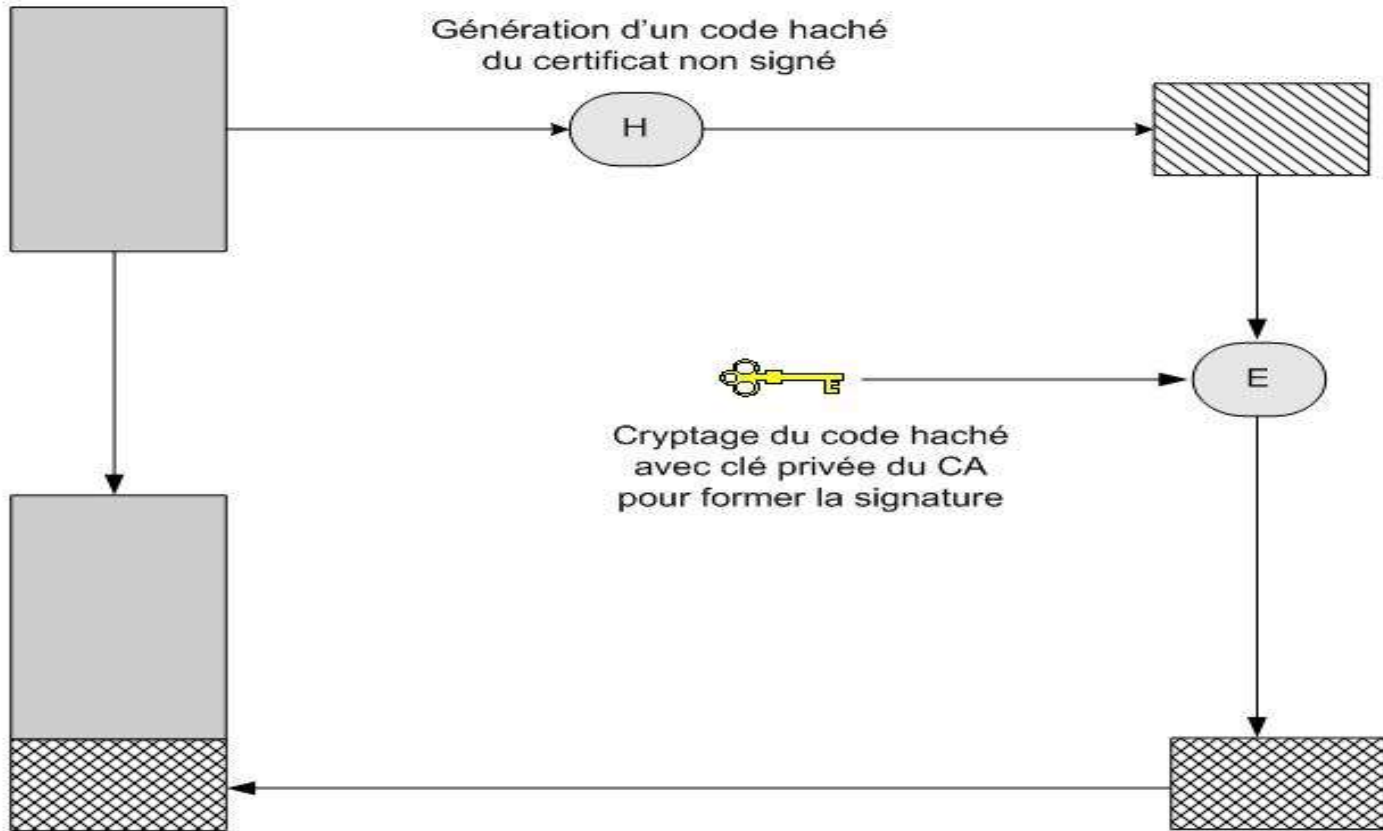 Génération d'un code haché
du certificat non signé
H
E
Cryptage du code haché
avec clé privée du CA
pour former la signature